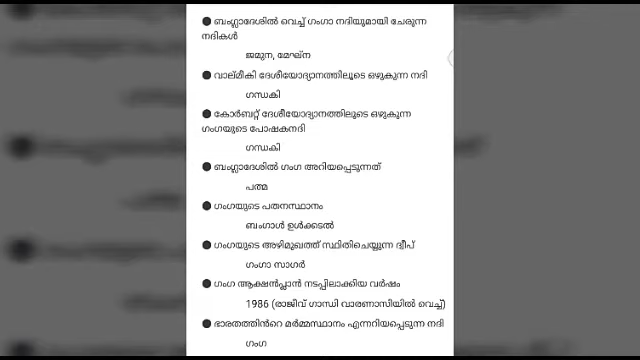 ● ബംഗ്ലാദേശിൽ വെച്ച് ഗംഗാ നദിയുമായി ചേരുന്ന
നദികൾ
ജമുന, മേഘ്ന
● വാല്മീകി ദേശീയോദ്യാനത്തിലൂടെ ഒഴുകുന്ന നദി
ഗന്ധകി
● കോർബറ്റ് ദേശീയോദ്യാനത്തിലൂടെ ഒഴുകുന്ന
ഗംഗയുടെ പോഷകനദി
ഗന്ധകി
● ബംഗ്ലാദേശിൽ ഗംഗ അറിയപ്പെടുന്നത്
പത്മ
● ഗംഗയുടെ പതനസ്ഥാനം
ബംഗാൾ ഉൾക്കടൽ
● ഗംഗയുടെ അഴിമുഖത്ത് സ്ഥിതിചെയ്യുന്ന ദ്വീപ്
ഗംഗാ സാഗർ
● ഗംഗ ആക്ഷൻപ്ലാൻ നടപ്പിലാക്കിയ വർഷം
1986 (രാജീവ് ഗാന്ധി വാരണാസിയിൽ വെച്ച്)
● ഭാരതത്തിൻറെ മർമ്മസ്ഥാനം എന്നറിയപ്പെടുന്ന നദി
ഗംഗ